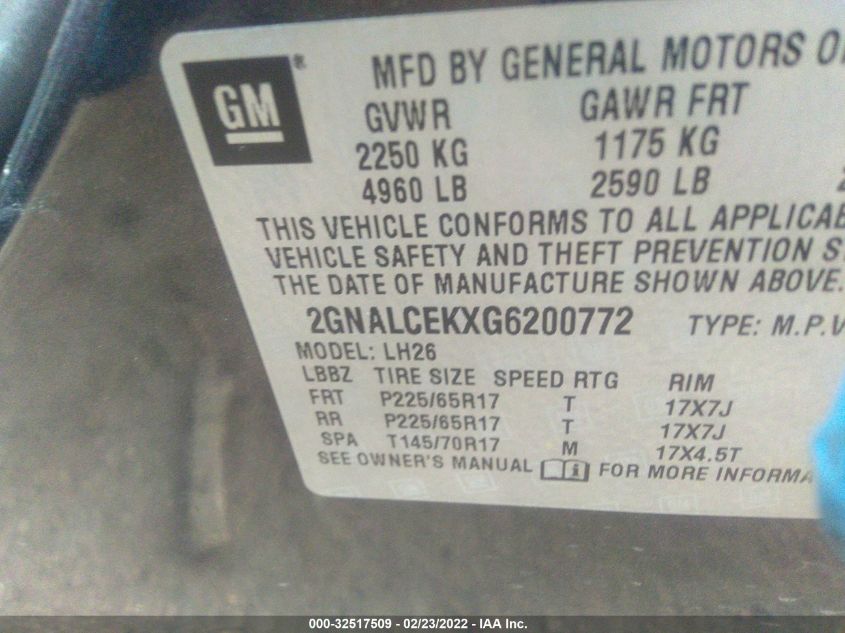 GM®
MFD BY GENERAL MOTORS
GVWR GAWR FRT
2250 KG 1175 KG
4960 LB 2590 LB
THIS VEHICLE CONFORMS TO ALL
VEHICLE SAFETY AND THEFT PREVENTION
THE DATE OF MANUFACTURE SHOWN ABOVE.
2GNALCEKXG6200772 TYPE: M.P.V
MODEL: LH26
LBBZ TIRE SIZE SPEED RTG RIM
FRT P225/65R17 T 17X7J
RR P225/65R17 T 17X7J
SPA T145/70R17 M 17X4.5T
SEE OWNER'S MANUAL i FOR MORE
000-32517509 - 02/23/2022 - IAA Inc.